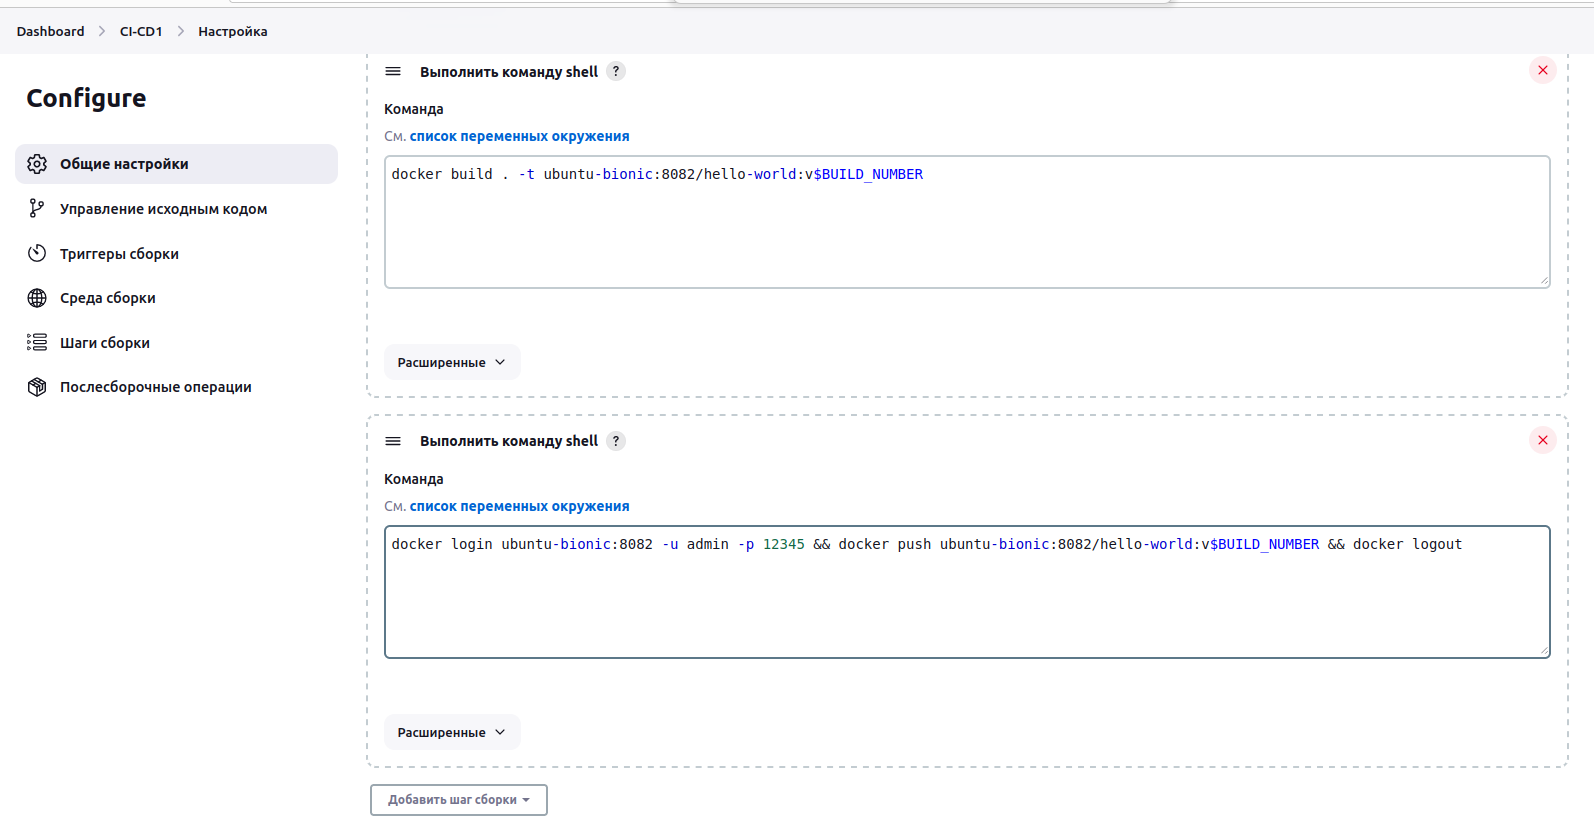 Dashboard > CI-CD1 > Настройка
Configure
Общие настройки
Управление исходным кодом
Триггеры сборки
Среда сборки
Шаги сборки
Послесборочные операции
Выполнить команду shell ?
Команда
См. список переменных окружения
docker build . -t ubuntu-bionic:8082/hello-world:v$BUILD_NUMBER
Расширенные
Выполнить команду shell ?
Команда
См. список переменных окружения
docker login ubuntu-bionic:8082 -u admin -p 12345 && docker push ubuntu-bionic:8082/hello-world:v$BUILD_NUMBER && docker logout
Расширенные
Добавить шаг сборки